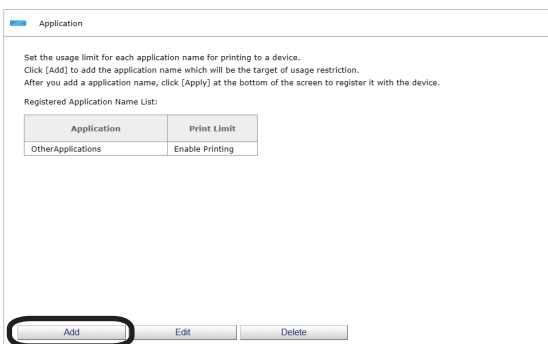 Application
Set the usage limit for each application name for printing to a device.
Click [Add] to add the application name which will be the target of usage restriction.
After you add a application name, click [Apply] at the bottom of the screen to register it with the device.
Registered Application Name List:
Application Print Limit
OtherApplications Enable Printing
Add Edit Delete